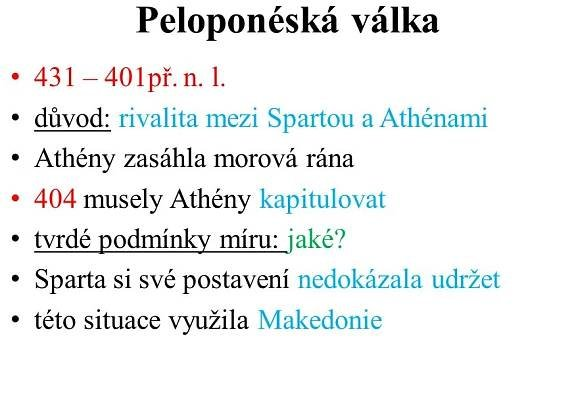 Peloponéská válka
• 431 – 401př. n. l.
• důvod: rivalita mezi Spartou a Athénami
• Athény zasáhla morová rána
• 404 musely Athény kapitulovat
• tvrdé podmínky míru: jaké?
• Sparta si své postavení nedokázala udržet
• této situace využila Makedonie